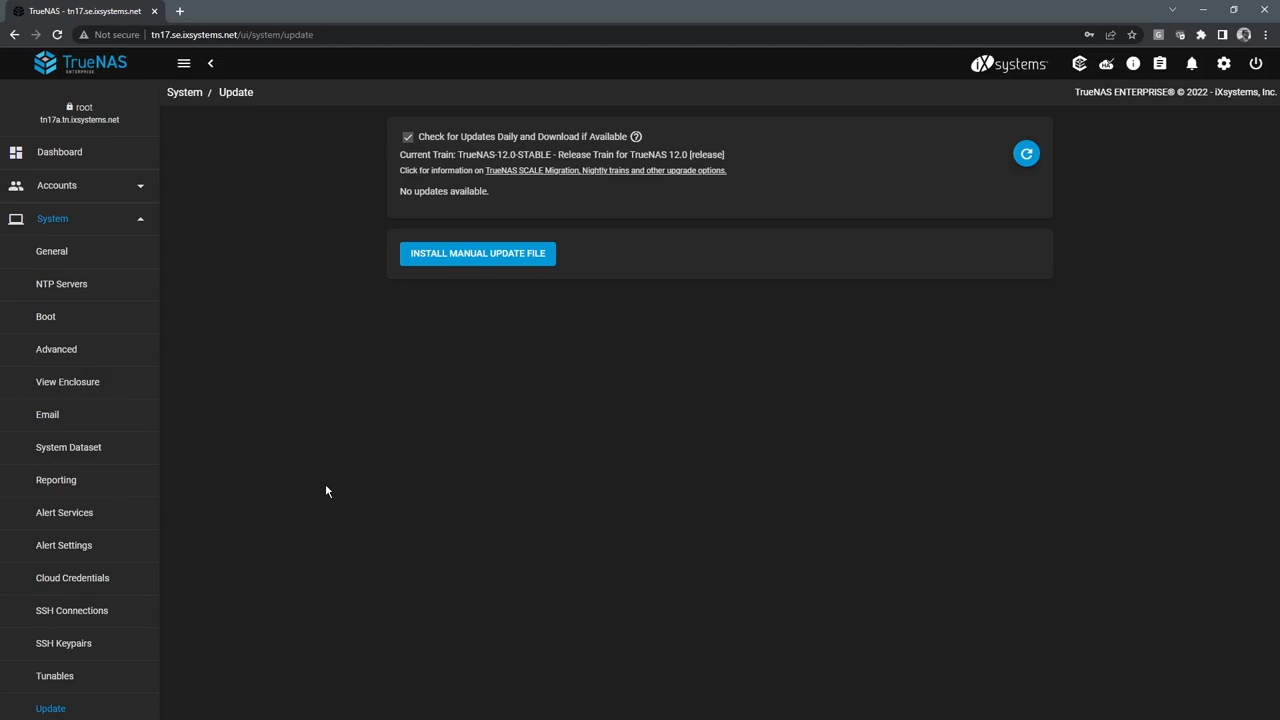 TrueNAS - tn17.se.ixsystems.net
Not secure
tn17.se.ixsystems.net/ui/system/update
TrueNAS
ENTERPRISE
iXsystems
root
tn17a.tn.ixsystems.net
System / Update
TrueNAS ENTERPRISE® © 2022 - iXsystems, Inc.
Dashboard
Accounts
System
General
NTP Servers
Boot
Advanced
View Enclosure
Email
System Dataset
Reporting
Alert Services
Alert Settings
Cloud Credentials
SSH Connections
SSH Keypairs
Tunables
Update
Check for Updates Daily and Download if Available
Current Train: TrueNAS-12.0-STABLE - Release Train for TrueNAS 12.0 [release]
Click for information on TrueNAS SCALE Migration, Nightly trains and other upgrade options.
No updates available.
INSTALL MANUAL UPDATE FILE